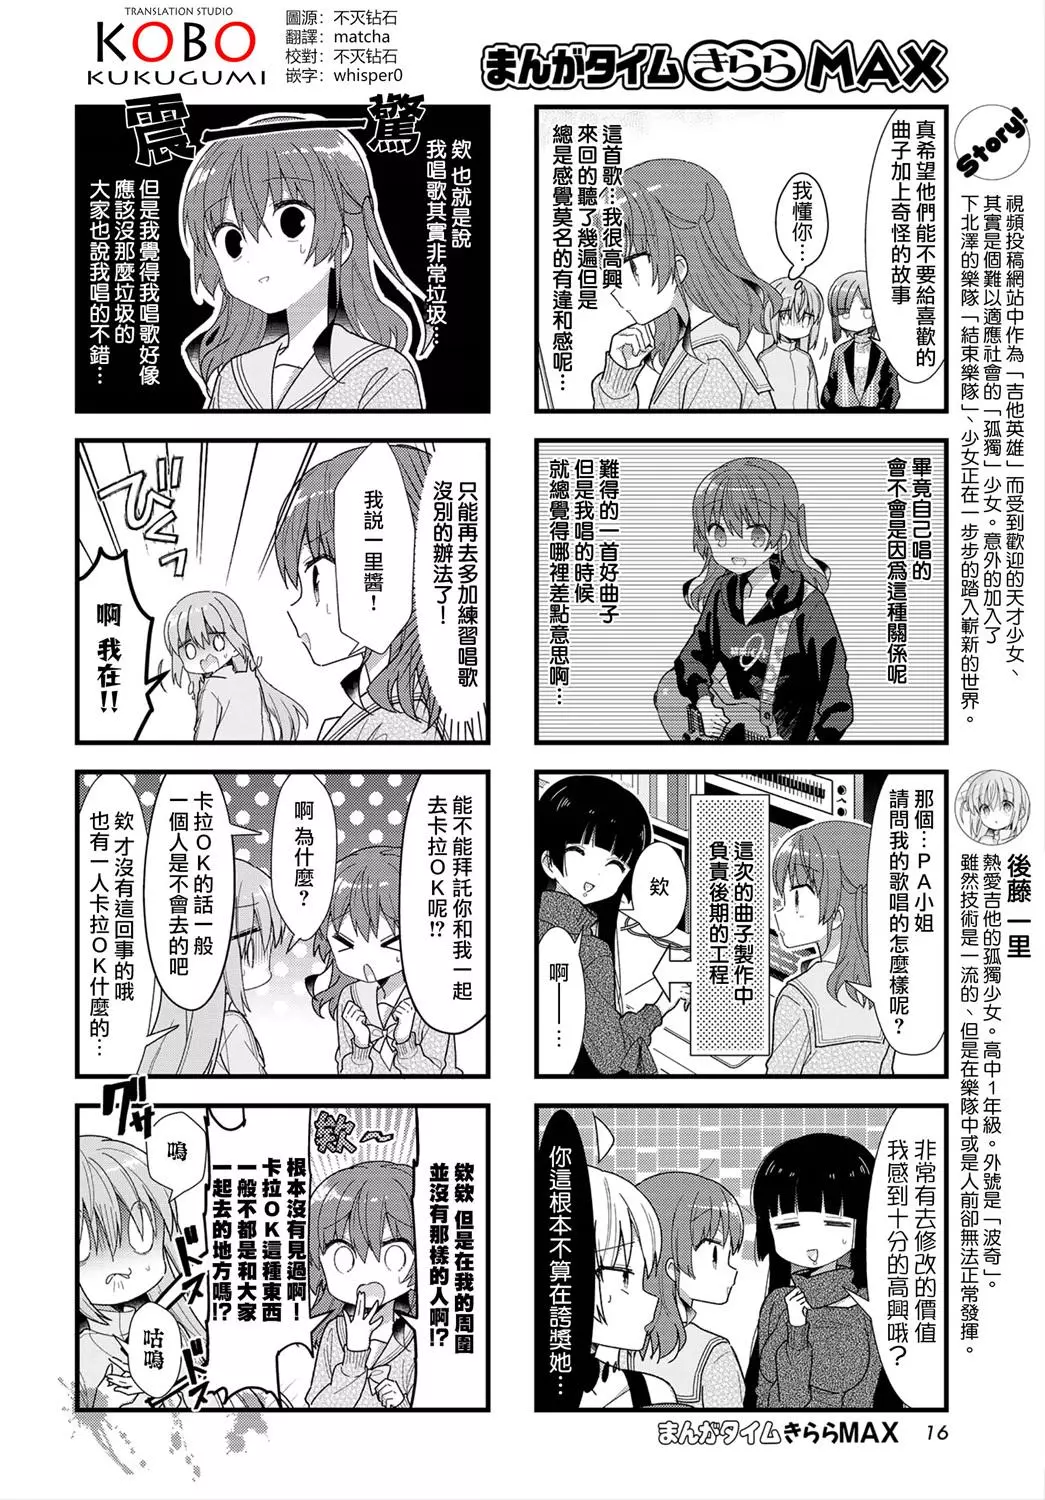 TRANSLATION STUDIO
KOBO
KUKUGUMI
圖源：不灭钻石
翻譯：matcha
校對：不灭钻石
嵌字：whisper0
まんがタイムきららMAX
Story!
視頻投稿網站中作為「吉他英雄」而受到歡迎的天才少女、
其實是個難以適應社會的「孤獨」少女。意外的加入了
下北澤的樂隊「結束樂隊」、少女正在一步步的踏入嶄新的世界。
後藤一里
熱愛吉他的孤獨少女。高中1年級。外號是「波奇」。
雖然技術是一流的、但是在樂隊中或是人前卻無法正常發揮。
真希望他們能不要給喜歡的
曲子加上奇怪的故事
我懂你…
這首歌…我很高興
來回的聽了幾遍但是
總是感覺莫名的有違和感呢…
畢竟自己唱的
會不會是因為這種關係呢
難得的一首好曲子
但是我唱的時候
就總覺得哪裡差點意思啊…
那個…PA小姐
請問我的歌唱的怎麼樣呢?
這次的曲子製作中
負責後期的工程
欸
啊——…
非常有去修改的價值
我感到十分的高興哦?
你這根本不算在誇獎她…
震驚
欸 也就是說
我唱歌其實非常垃圾…
但是我覺得我唱歌好像
應該沒那麼垃圾的
大家也說我唱的不錯…
只能再去多加練習唱歌
沒別的辦法了!
我說一里醬!
びくっ
啊 我在!!
能不能拜託你和我一起
去卡拉OK呢!?
啊 為什麼?
卡拉OK的話一般
一個人是不會去的吧
欸才沒有這回事的哦
也有一人卡拉OK什麼的…
欸欸 但是在我的周圍
並沒有那樣的人啊!?
欸～
根本沒有見過啊!
卡拉OK這種東西
一般不都是和大家
一起去的地方嗎!?
グサー
嗚
ドス
咕嗚
ドス
まんがタイムきららMAX
16